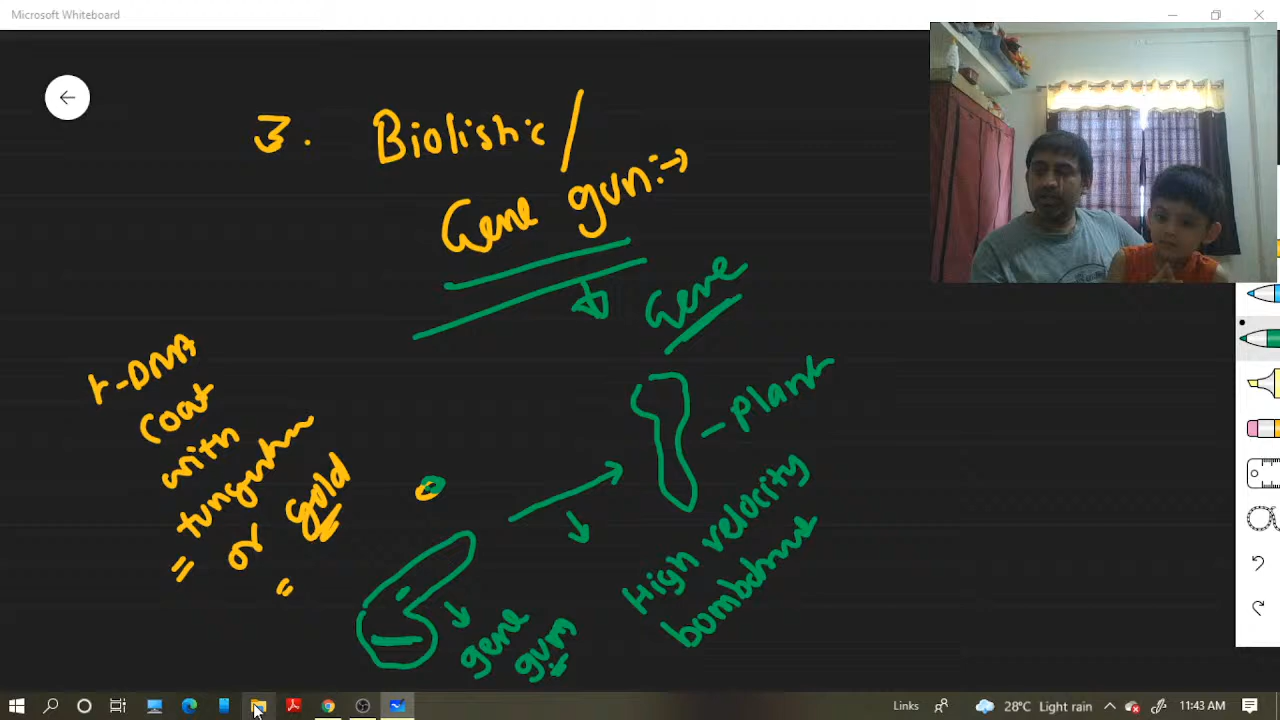 Microsoft Whiteboard
3. Biolistic/
Gene gun:→
Gene
r-DNA
coat
with
tungsten
or gold
- Plant
High velocity
bombardment
gene
gun
Links
28°C Light rain
11:43 AM